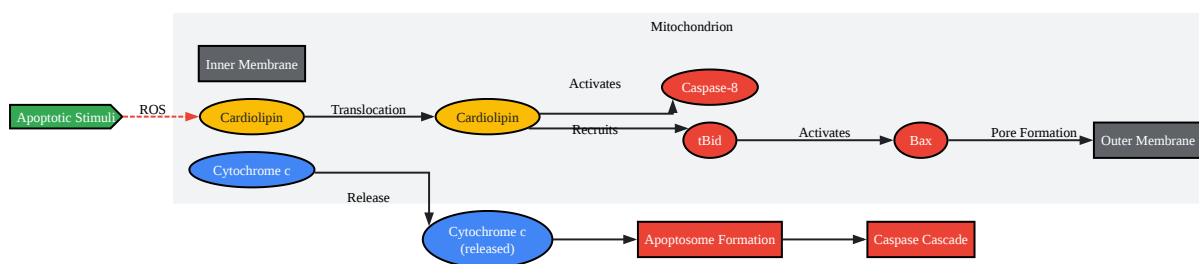 Mitochondrion
Inner Membrane
Apoptotic Stimuli
ROS
Cardiolipin
Translocation
Cardiolipin
Activates
Caspase-8
Recruits
tBid
Activates
Bax
Pore Formation
Outer Membrane
Cytochrome c
Release
Cytochrome c
(released)
Apoptosome Formation
Caspase Cascade